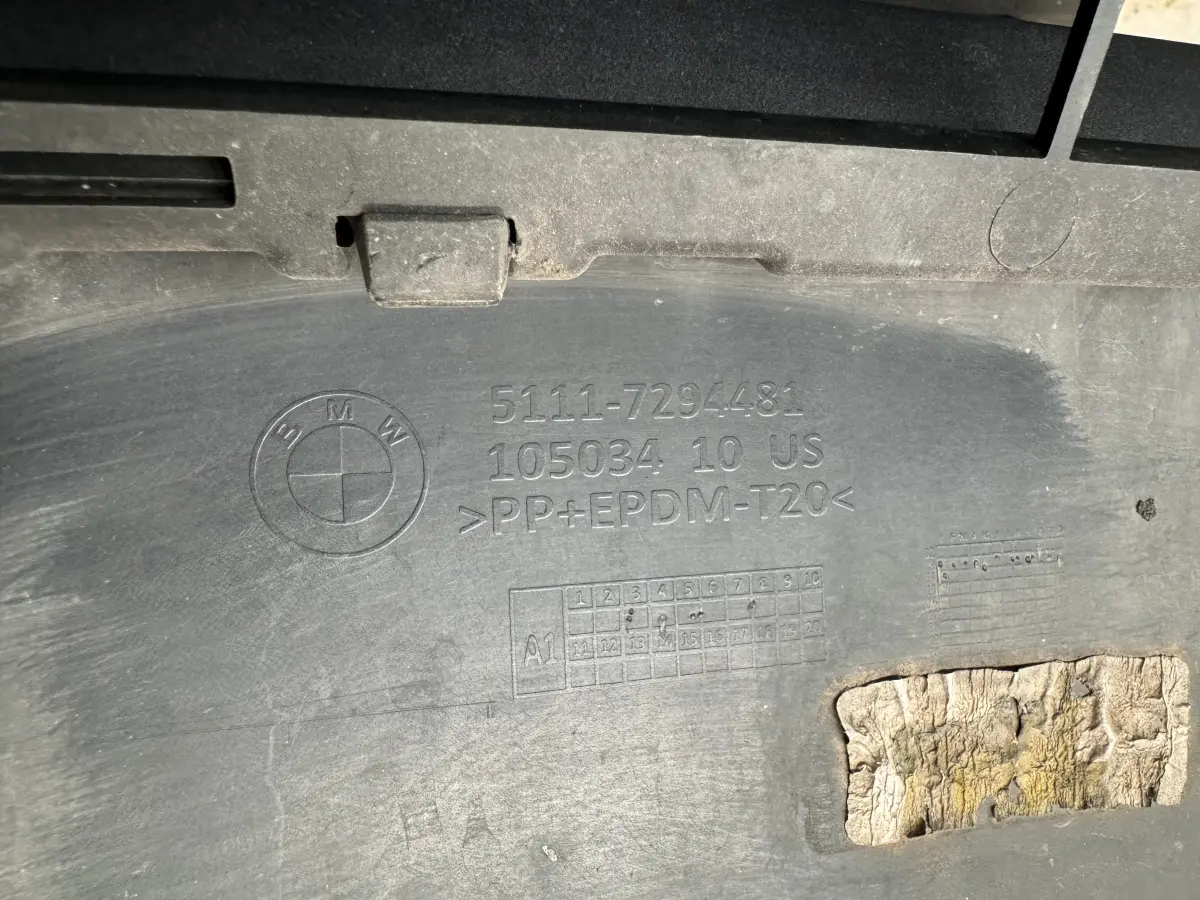 BMW
5111-7294481
105034 10 US
>PP+EPDM-T20<
A1
1 2 3 4 5 6 7 8 9 10
11 12 13 14 15 16 17 18 19 20